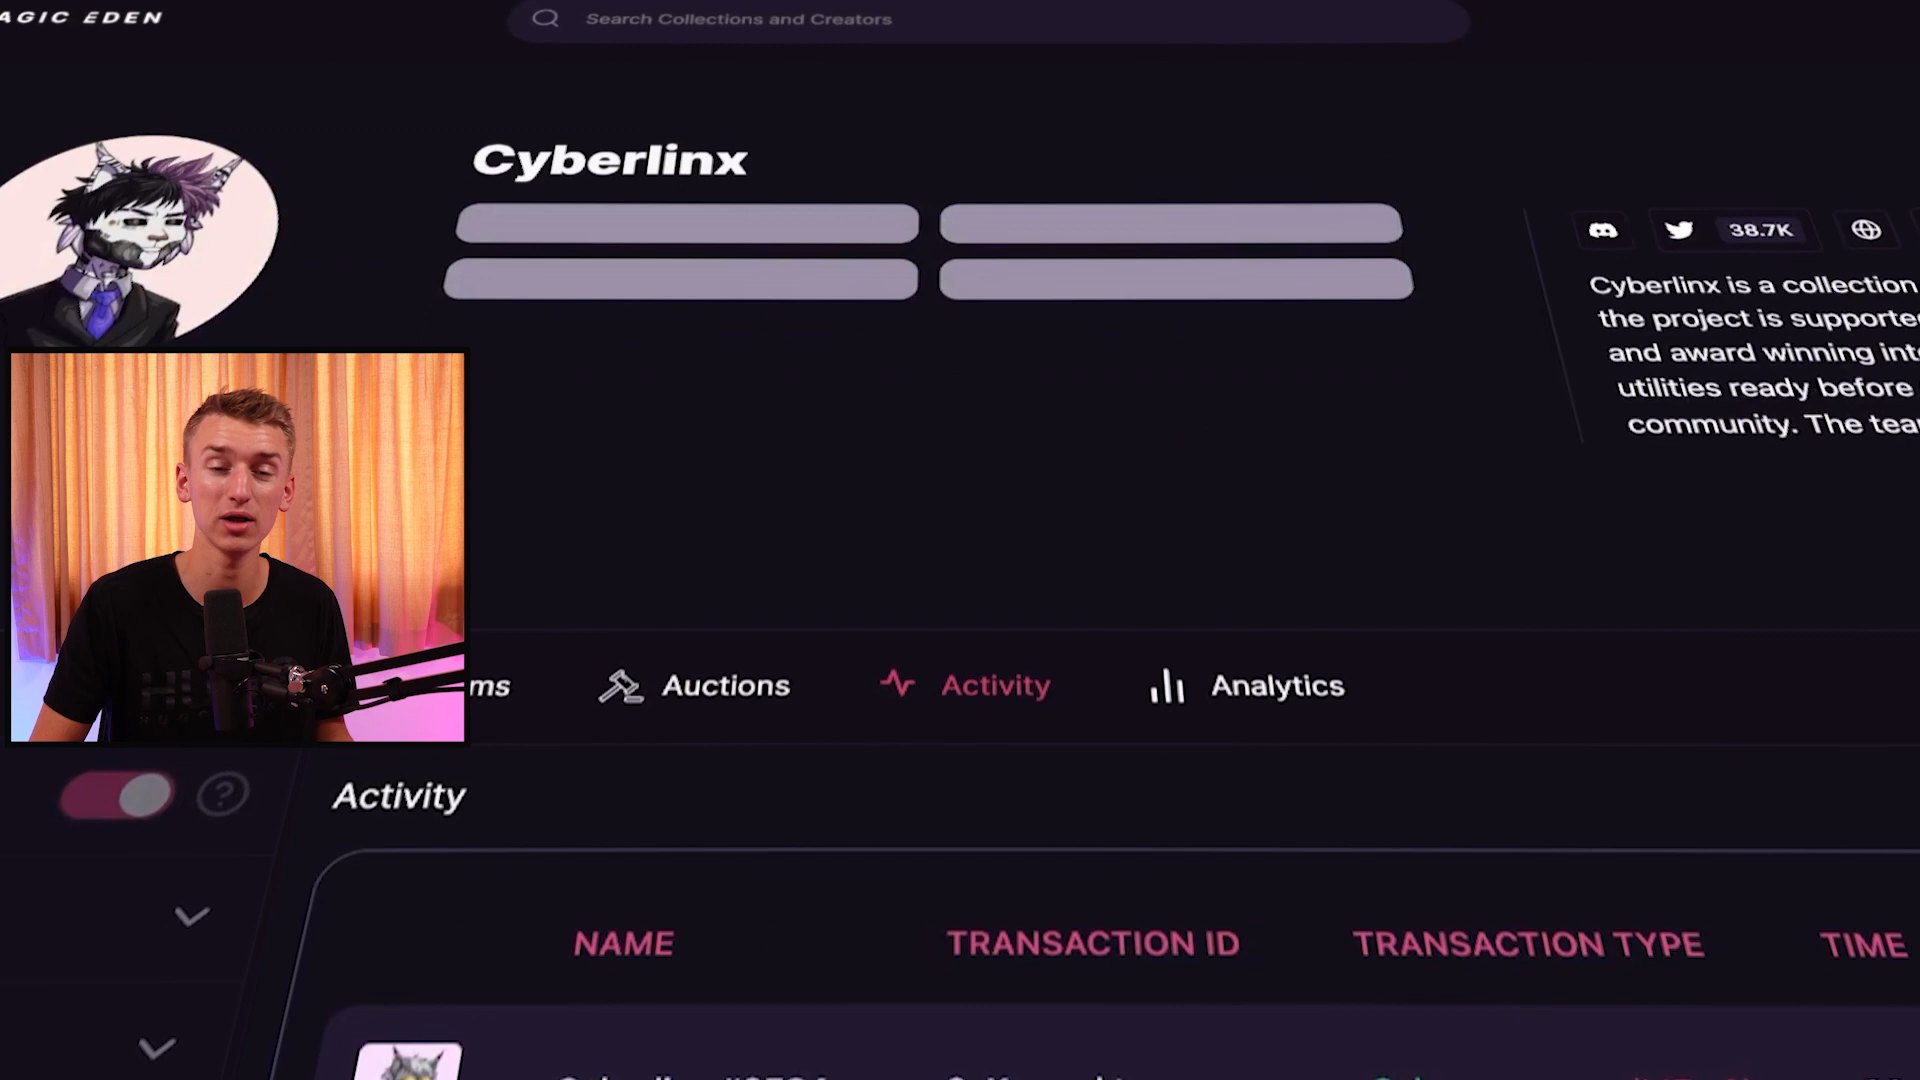 AGIC EDEN
Search Collections and Creators
Cyberlinx
38.7K
Cyberlinx is a collection
the project is supporte
and award winning int
utilities ready before
community. The tea
ms
Auctions
Activity
Analytics
?
Activity
NAME
TRANSACTION ID
TRANSACTION TYPE
TIME